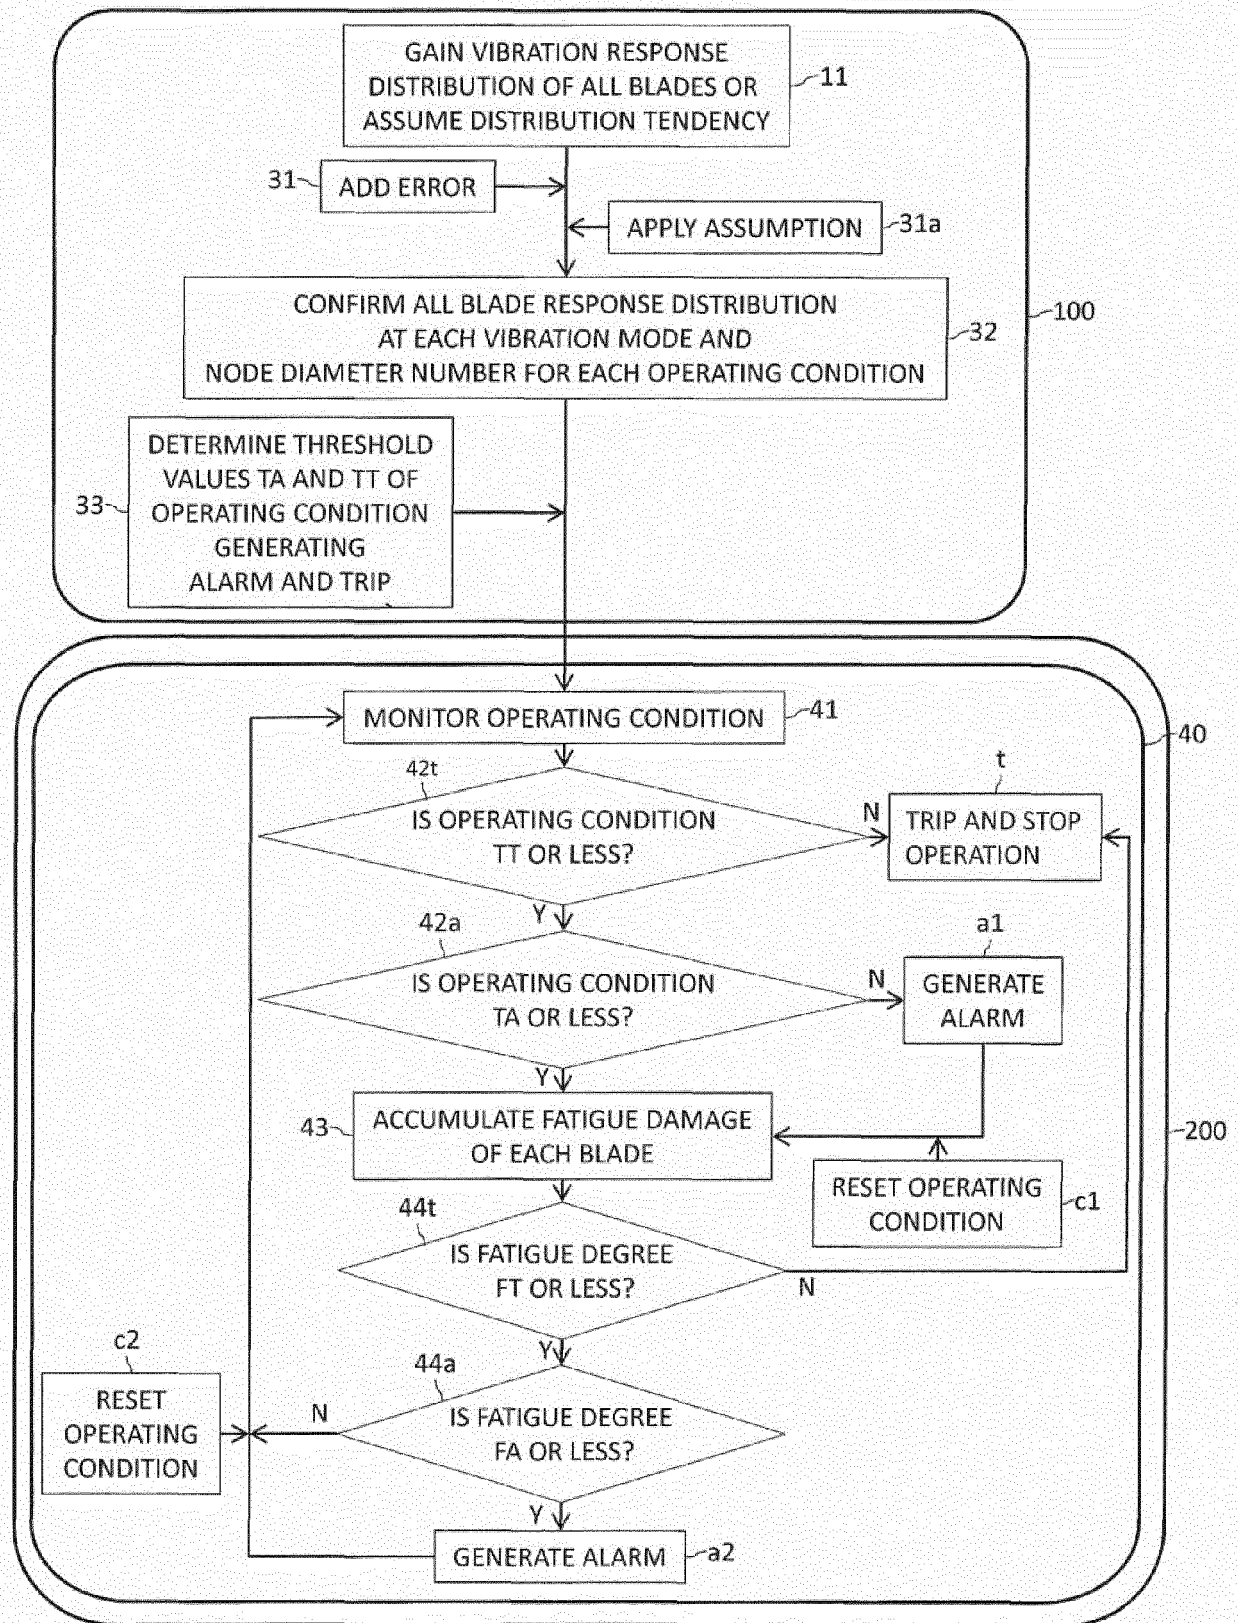 GAIN VIBRATION RESPONSE
DISTRIBUTION OF ALL BLADES OR
ASSUME DISTRIBUTION TENDENCY
11
31
ADD ERROR
APPLY ASSUMPTION
31a
CONFIRM ALL BLADE RESPONSE DISTRIBUTION
AT EACH VIBRATION MODE AND
NODE DIAMETER NUMBER FOR EACH OPERATING CONDITION
32
100
DETERMINE THRESHOLD
VALUES TA AND TT OF
OPERATING CONDITION
GENERATING
ALARM AND TRIP
33
MONITOR OPERATING CONDITION
41
40
42t
IS OPERATING CONDITION
TT OR LESS?
N
t
TRIP AND STOP
OPERATION
Y
42a
IS OPERATING CONDITION
TA OR LESS?
N
a1
GENERATE
ALARM
Y
43
ACCUMULATE FATIGUE DAMAGE
OF EACH BLADE
200
RESET OPERATING
CONDITION
c1
44t
IS FATIGUE DEGREE
FT OR LESS?
N
Y
c2
RESET
OPERATING
CONDITION
44a
IS FATIGUE DEGREE
FA OR LESS?
N
Y
GENERATE ALARM
a2